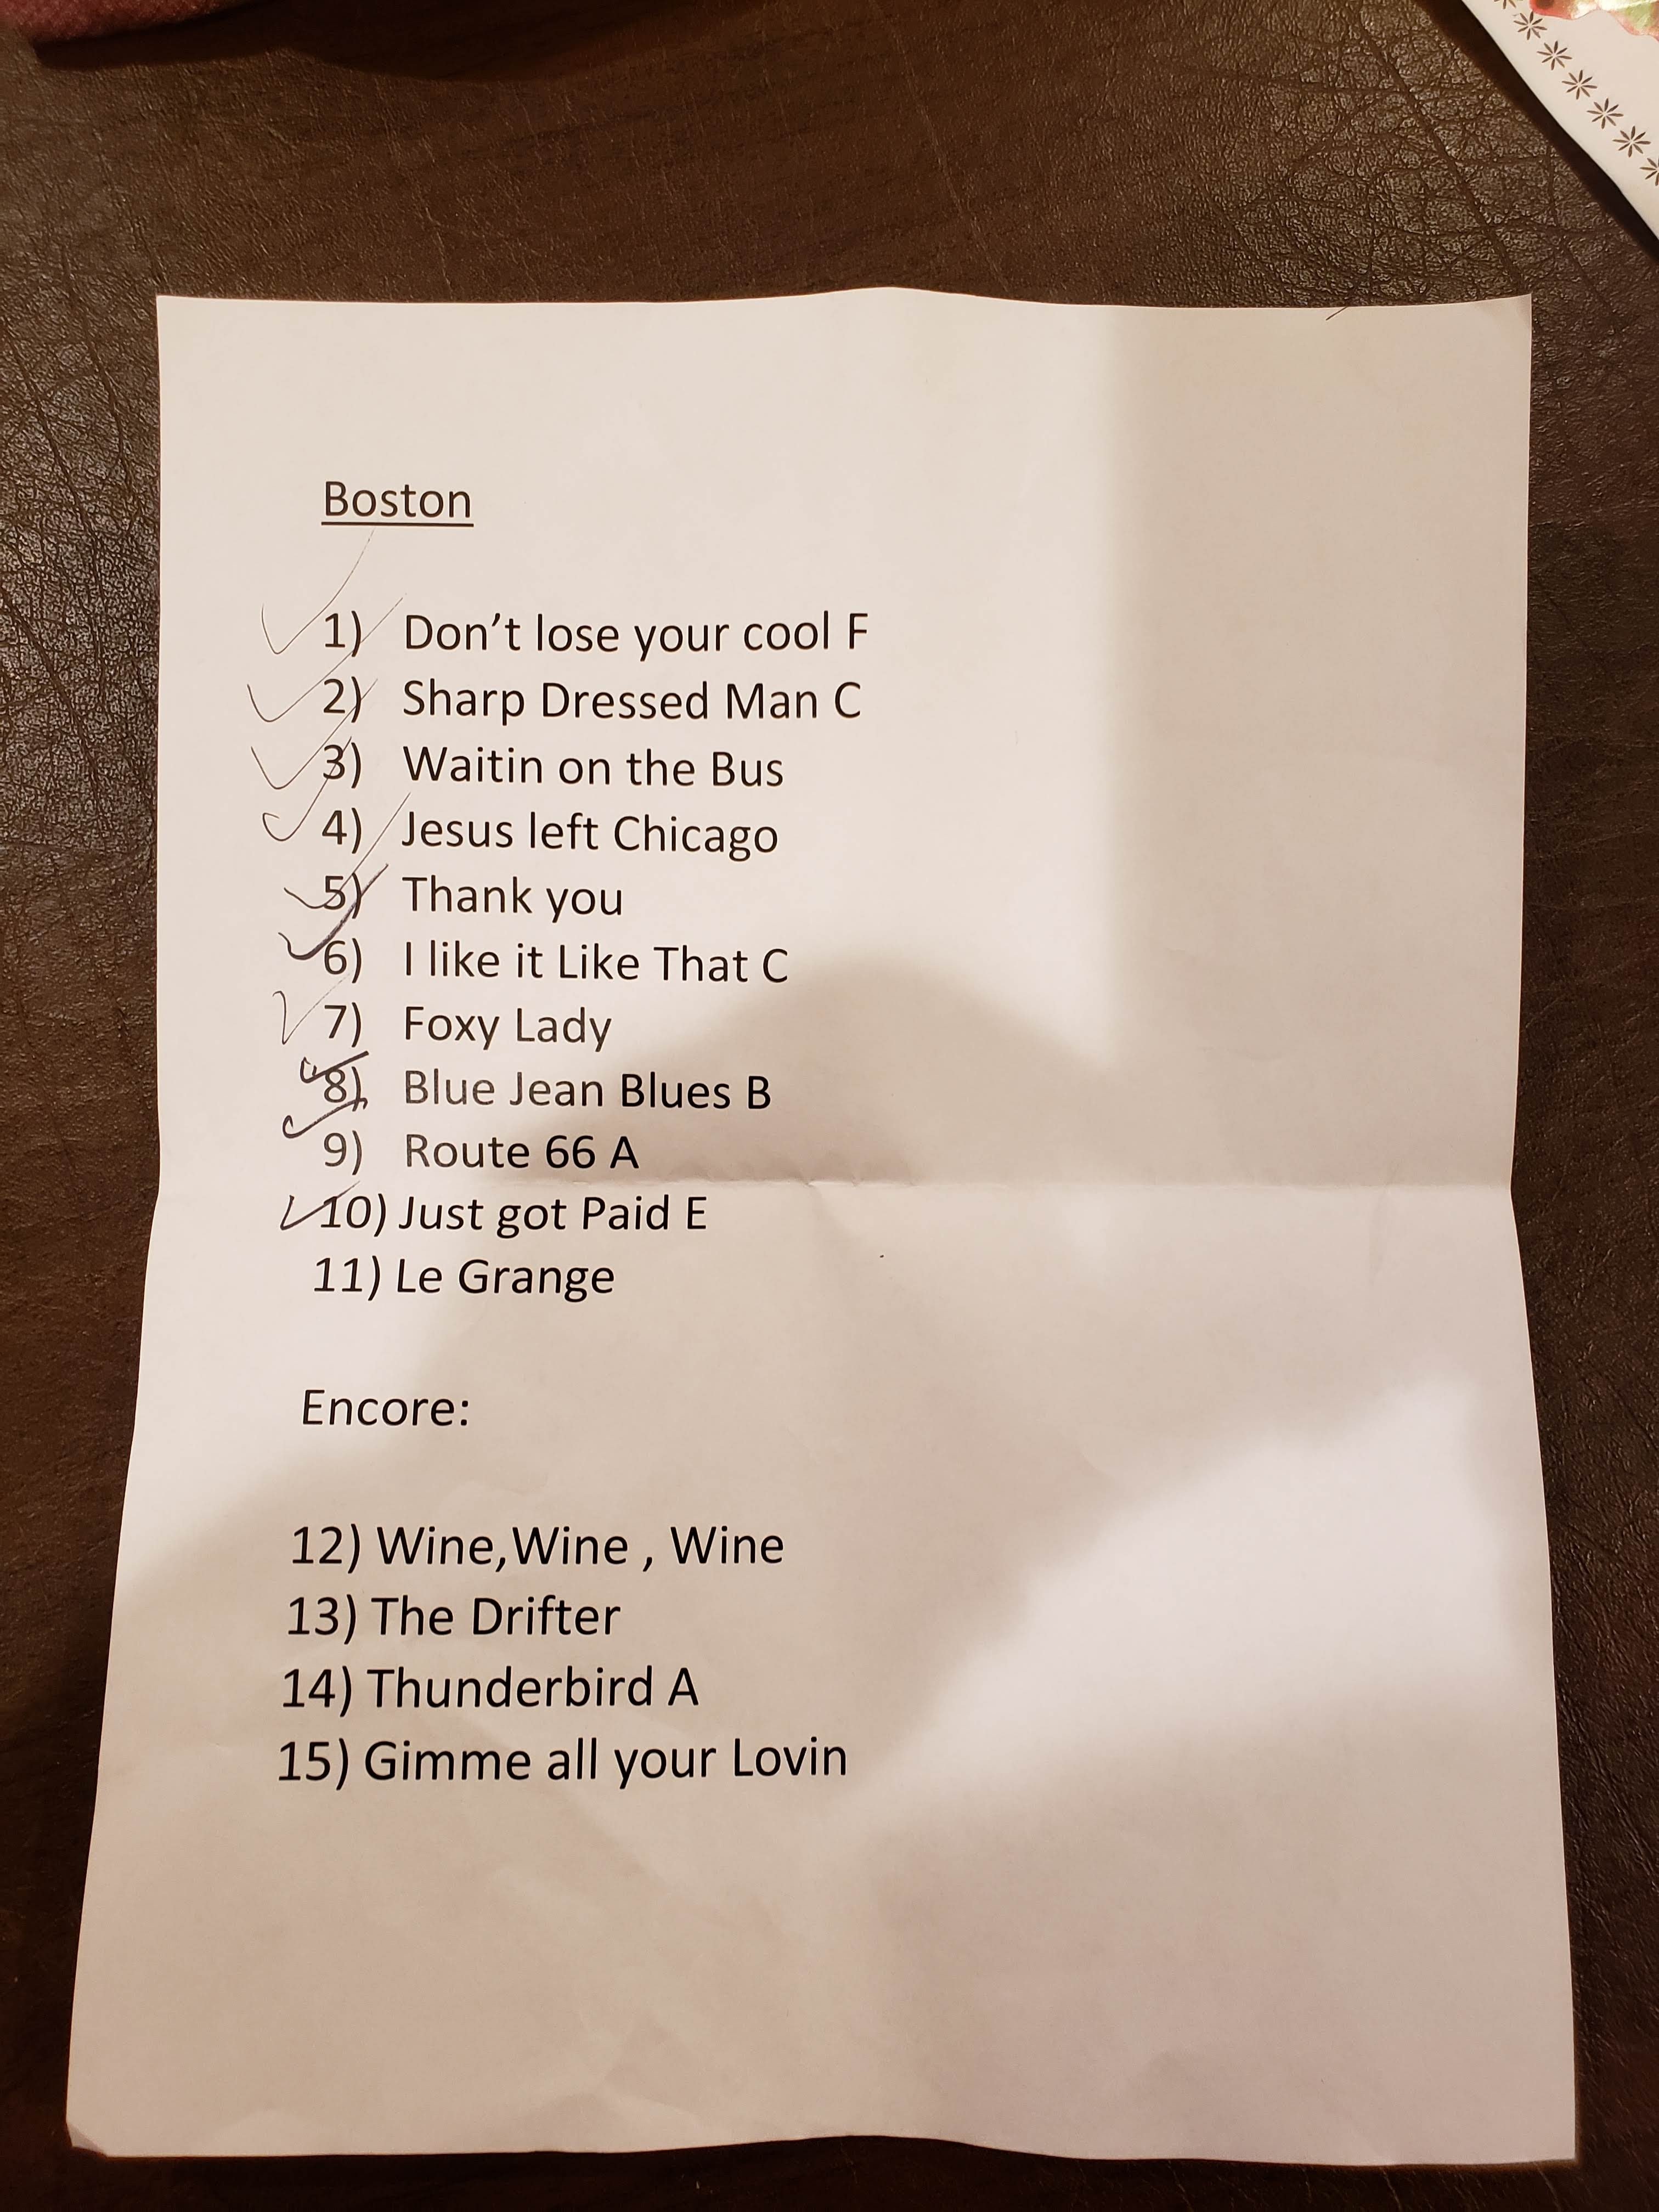 Boston
1) Don’t lose your cool F
2) Sharp Dressed Man C
3) Waitin on the Bus
4) Jesus left Chicago
5) Thank you
6) I like it Like That C
7) Foxy Lady
8) Blue Jean Blues B
9) Route 66 A
10) Just got Paid E
11) Le Grange
Encore:
12) Wine,Wine , Wine
13) The Drifter
14) Thunderbird A
15) Gimme all your Lovin